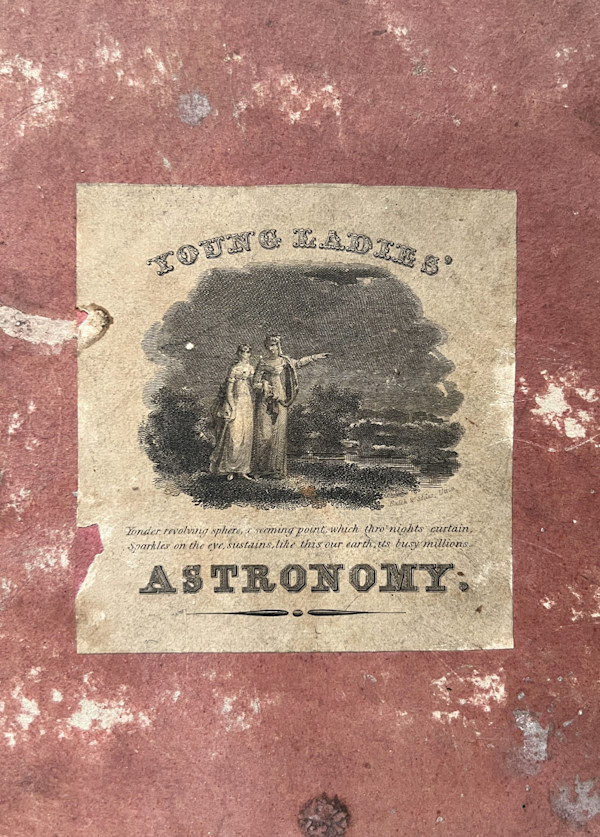 YOUNG LADIES'
Yonder revolving sphere, a seeming point, which thro' nights curtain,
Sparkles on the eye, sustains, like this our earth, its busy millions.
ASTRONOMY.